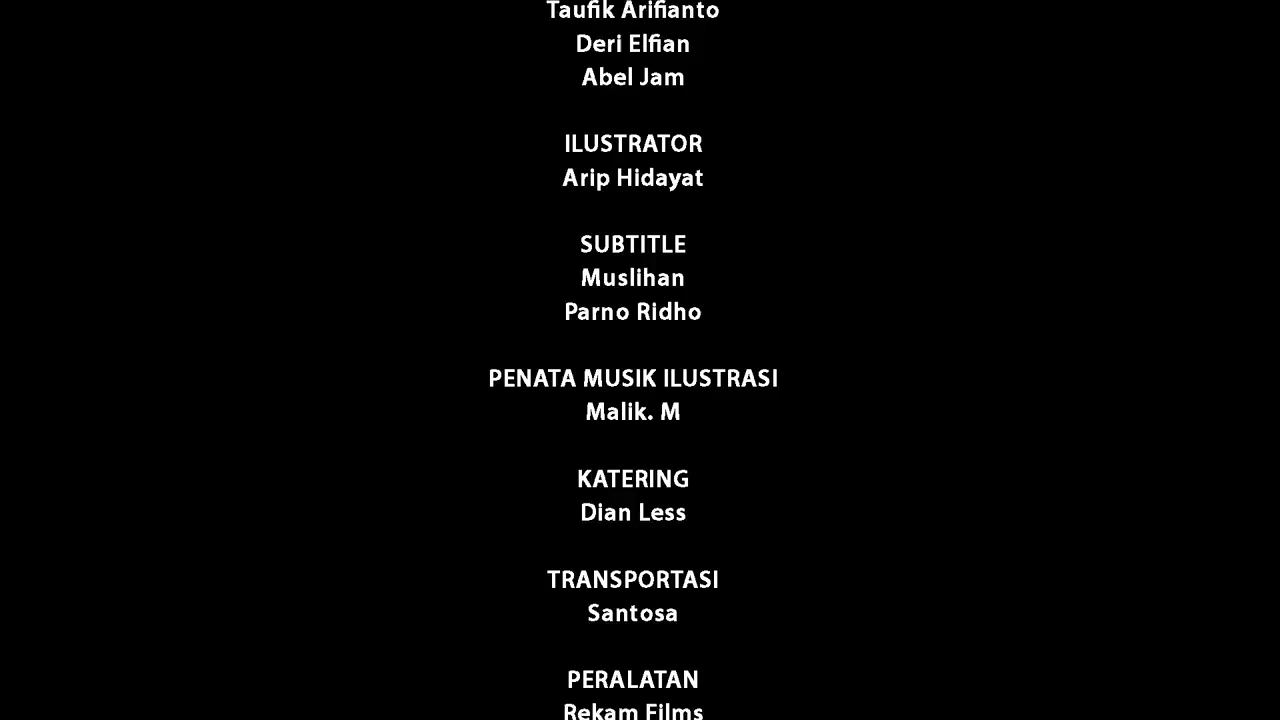 Taufik Arifianto
Deri Elfian
Abel Jam
ILUSTRATOR
Arip Hidayat
SUBTITLE
Muslihan
Parno Ridho
PENATA MUSIK ILUSTRASI
Malik. M
KATERING
Dian Less
TRANSPORTASI
Santosa
PERALATAN
Rekam Films